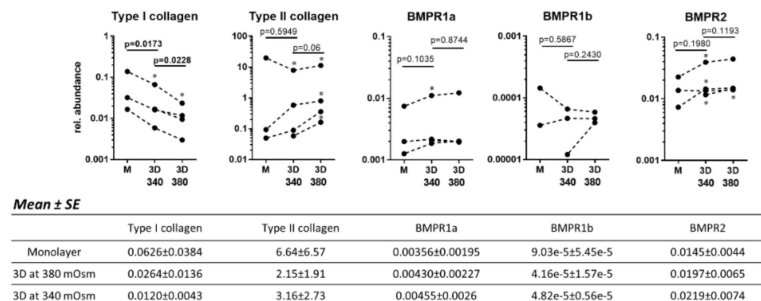 Type I collagen Type II collagen BMPR1a BMPR1b BMPR2
rel. abundance
1
0.1
0.01
0.001
p=0.0173
p=0.0228
M 3D 340 3D 380
100
10
1
0.1
0.01
p=0.5949
p=0.06
M 3D 340 3D 380
0.1
0.01
0.001
p=0.8744
p=0.1035
M 3D 340 3D 380
0.001
0.0001
0.00001
p=0.5867
p=0.2430
M 3D 340 3D 380
0.1
0.01
0.001
p=0.1193
p=0.1980
M 3D 340 3D 380
Mean ± SE
Type I collagen Type II collagen BMPR1a BMPR1b BMPR2
Monolayer 0.0626±0.0384 6.64±6.57 0.00356±0.00195 9.03e-5±5.45e-5 0.0145±0.0044
3D at 380 mOsm 0.0264±0.0136 2.15±1.91 0.00430±0.00227 4.16e-5±1.57e-5 0.0197±0.0065
3D at 340 mOsm 0.0120±0.0043 3.16±2.73 0.00455±0.0026 4.82e-5±0.56e-5 0.0219±0.0074